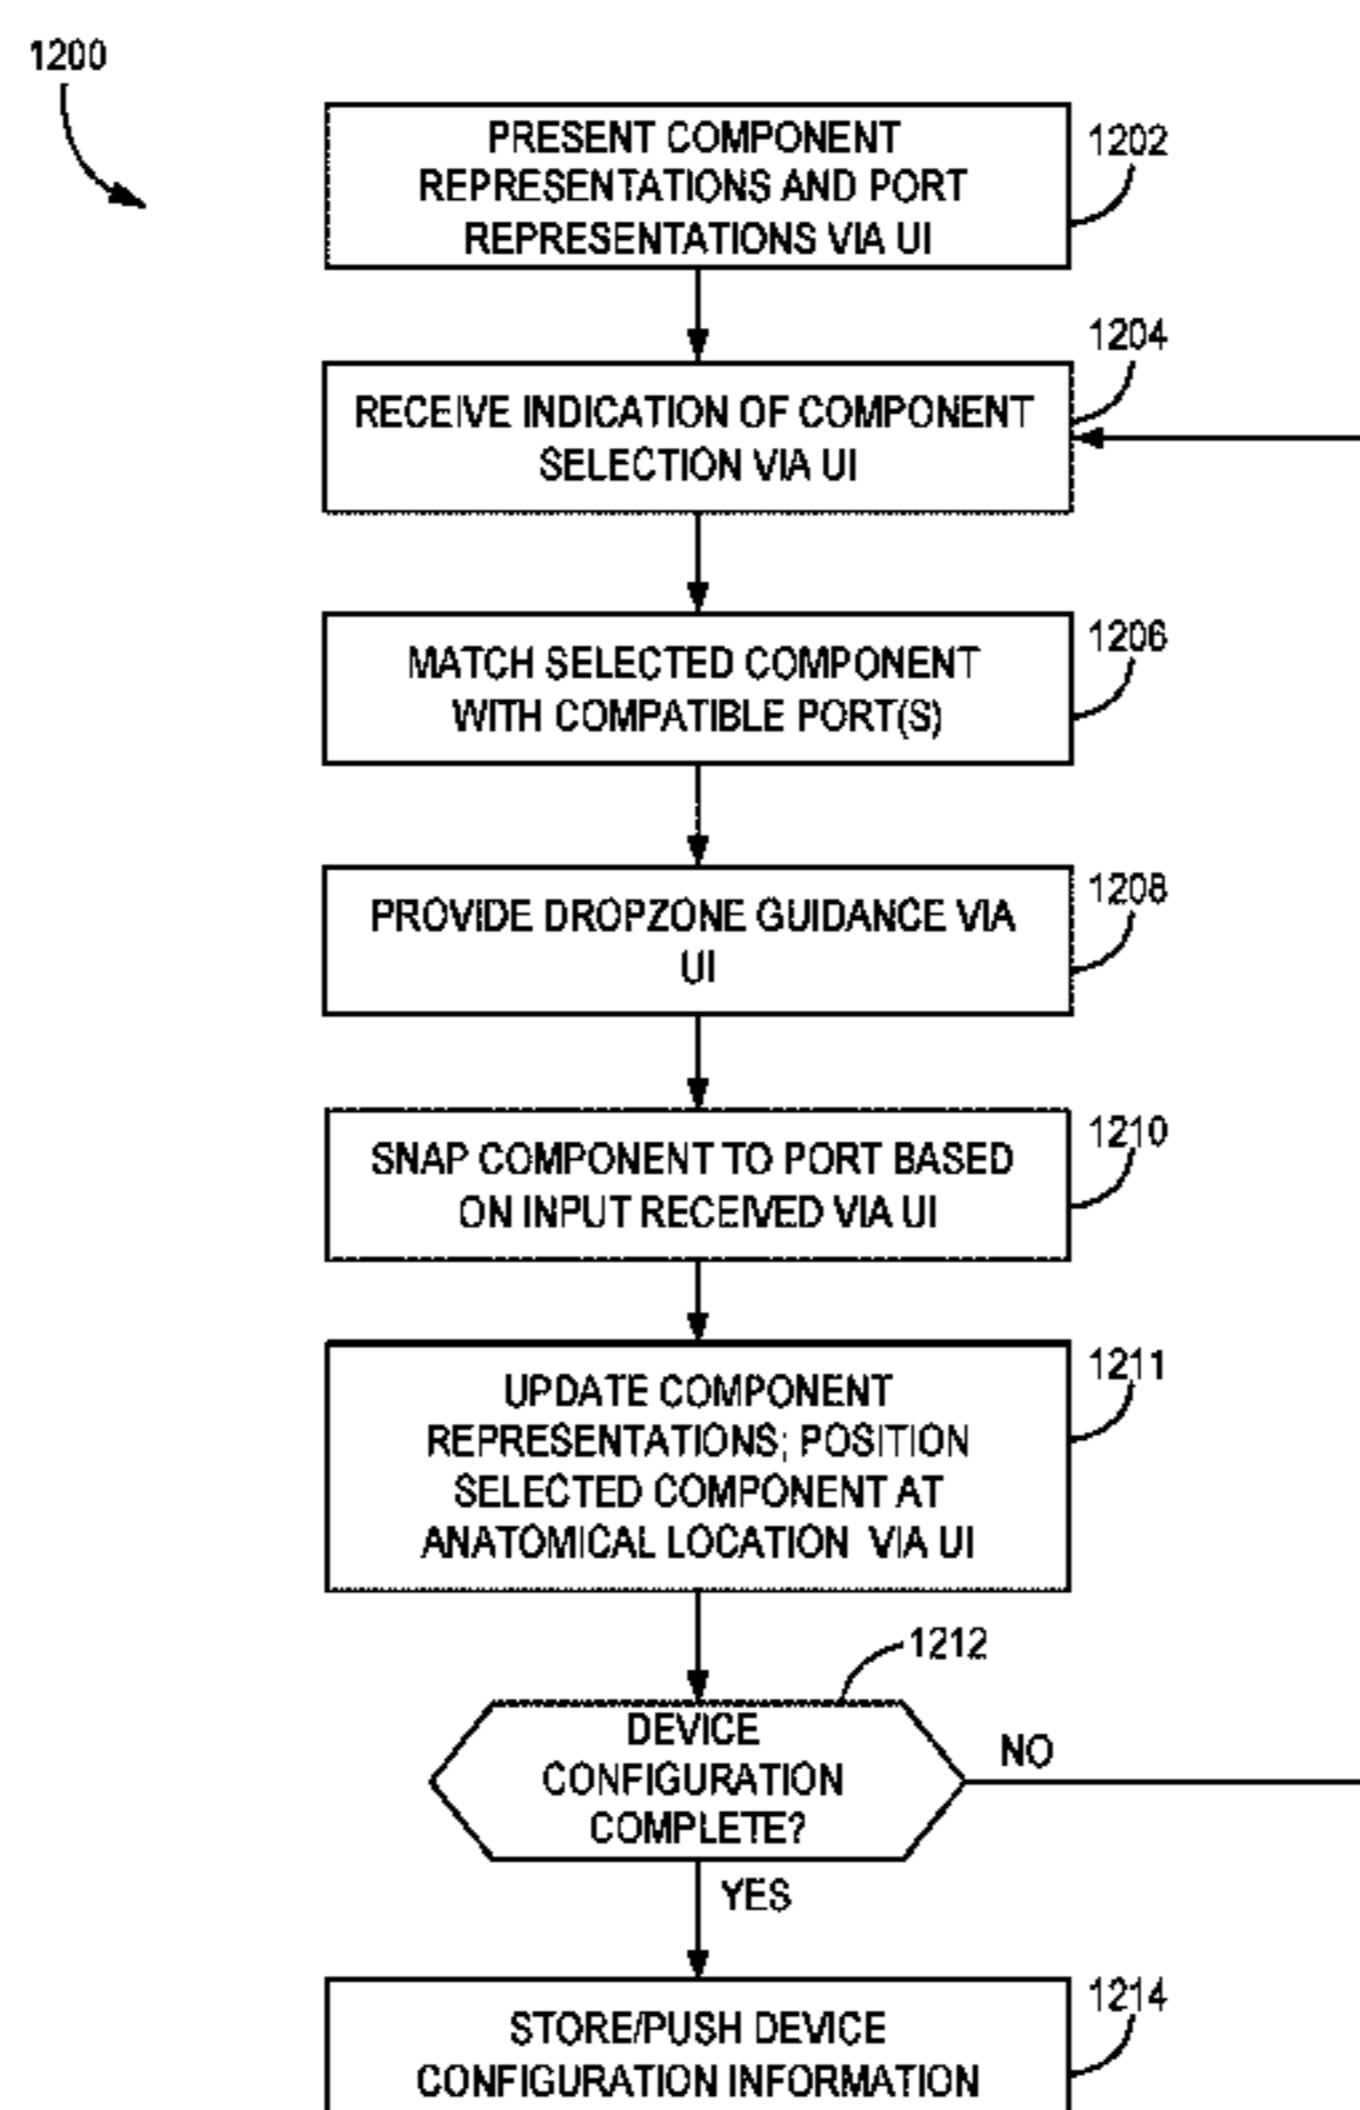 1200
PRESENT COMPONENT
REPRESENTATIONS AND PORT
REPRESENTATIONS VIA UI
1202
RECEIVE INDICATION OF COMPONENT
SELECTION VIA UI
1204
MATCH SELECTED COMPONENT
WITH COMPATIBLE PORT(S)
1206
PROVIDE DROPZONE GUIDANCE VIA
UI
1208
SNAP COMPONENT TO PORT BASED
ON INPUT RECEIVED VIA UI
1210
UPDATE COMPONENT
REPRESENTATIONS; POSITION
SELECTED COMPONENT AT
ANATOMICAL LOCATION VIA UI
1211
1212
DEVICE
CONFIGURATION
COMPLETE?
NO
YES
STORE/PUSH DEVICE
CONFIGURATION INFORMATION
1214